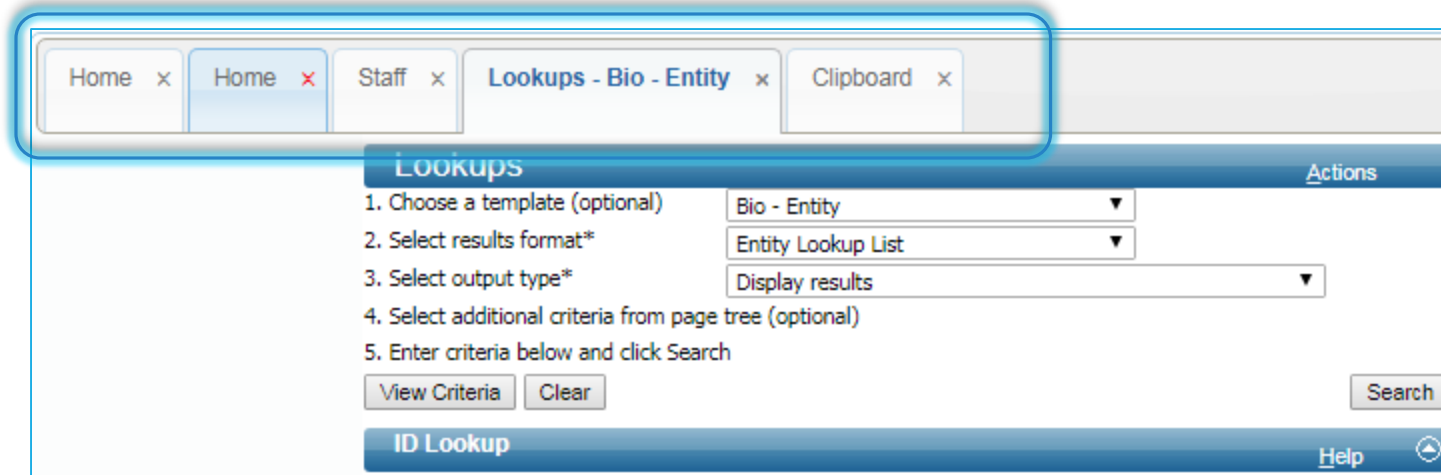 Home x Home x Staff x Lookups - Bio - Entity x Clipboard x
Lookups Actions
1. Choose a template (optional) Bio - Entity
2. Select results format* Entity Lookup List
3. Select output type* Display results
4. Select additional criteria from page tree (optional)
5. Enter criteria below and click Search
View Criteria Clear Search
ID Lookup Help